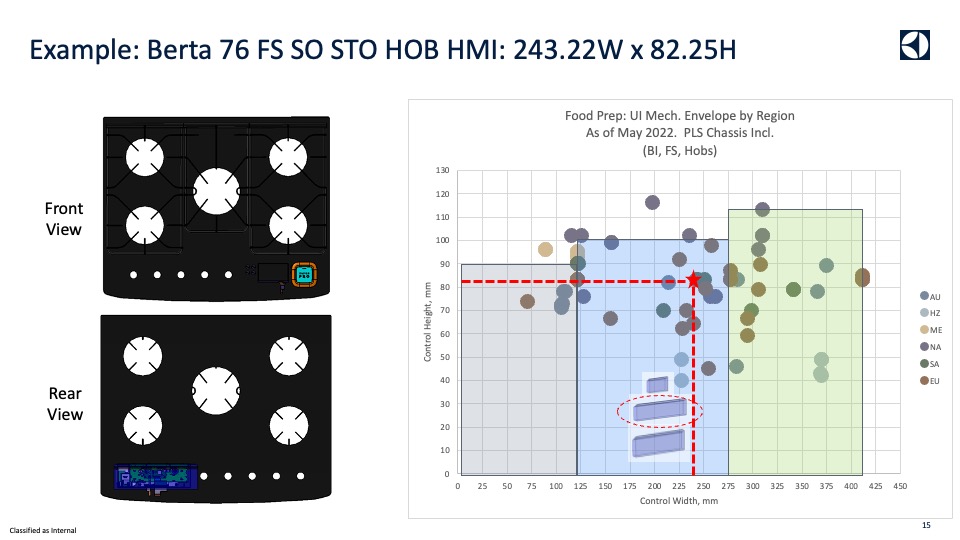 Example: Berta 76 FS SO STO HOB HMI: 243.22W x 82.25H
Front
View
Rear
View
Food Prep: UI Mech. Envelope by Region
As of May 2022. PLS Chassis Incl.
(BI, FS, Hobs)
Control Height, mm
130
120
110
100
90
80
70
60
50
40
30
20
10
0
0 25 50 75 100 125 150 175 200 225 250 275 300 325 350 375 400 425 450
Control Width, mm
AU
HZ
ME
NA
SA
EU
Classified as Internal
15